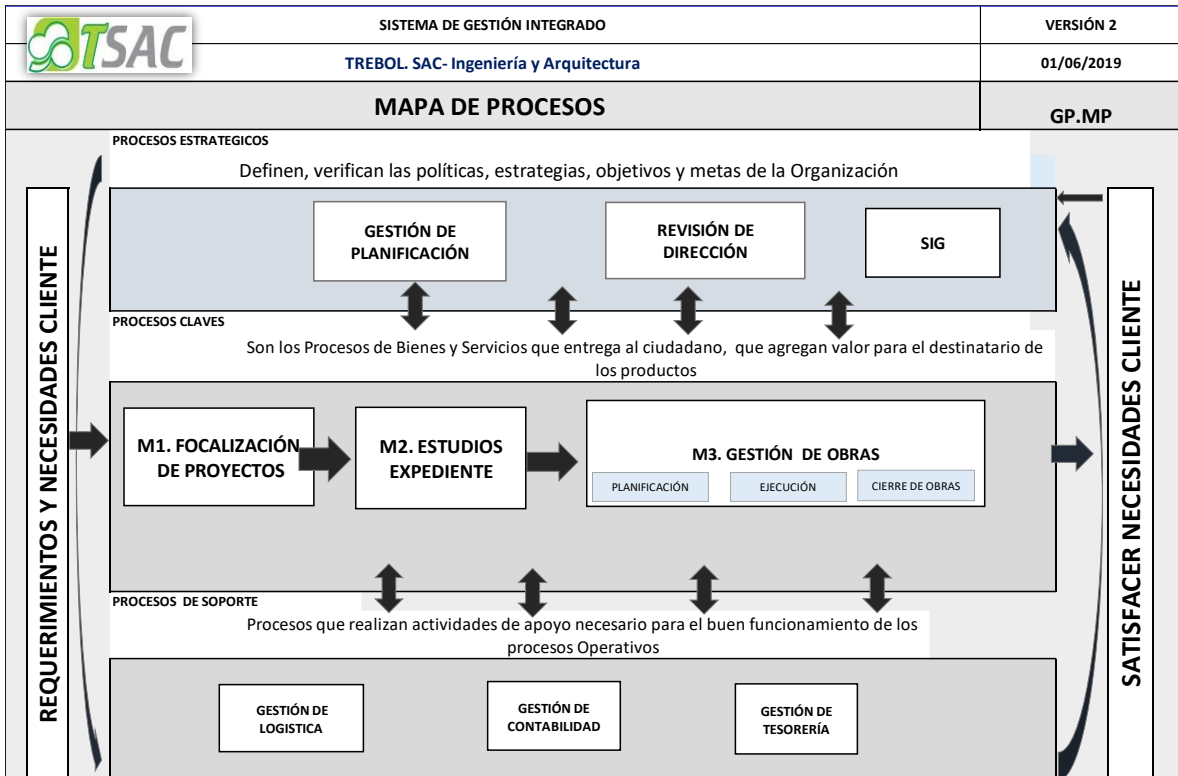 TSAC
SISTEMA DE GESTIÓN INTEGRADO
VERSIÓN 2
TREBOL. SAC- Ingeniería y Arquitectura
01/06/2019
MAPA DE PROCESOS
GP.MP
PROCESOS ESTRATEGICOS
Definen, verifican las políticas, estrategias, objetivos y metas de la Organización
REQUERIMIENTOS Y NECESIDADES CLIENTE
GESTIÓN DE
PLANIFICACIÓN
REVISIÓN DE
DIRECCIÓN
SIG
PROCESOS CLAVES
Son los Procesos de Bienes y Servicios que entrega al ciudadano, que agregan valor para el destinatario de
los productos
M1. FOCALIZACIÓN
DE PROYECTOS
M2. ESTUDIOS
EXPEDIENTE
M3. GESTIÓN DE OBRAS
PLANIFICACIÓN
EJECUCIÓN
CIERRE DE OBRAS
PROCESOS DE SOPORTE
Procesos que realizan actividades de apoyo necesario para el buen funcionamiento de los
procesos Operativos
GESTIÓN DE
LOGISTICA
GESTIÓN DE
CONTABILIDAD
GESTIÓN DE
TESORERÍA
SATISFACER NECESIDADES CLIENTE